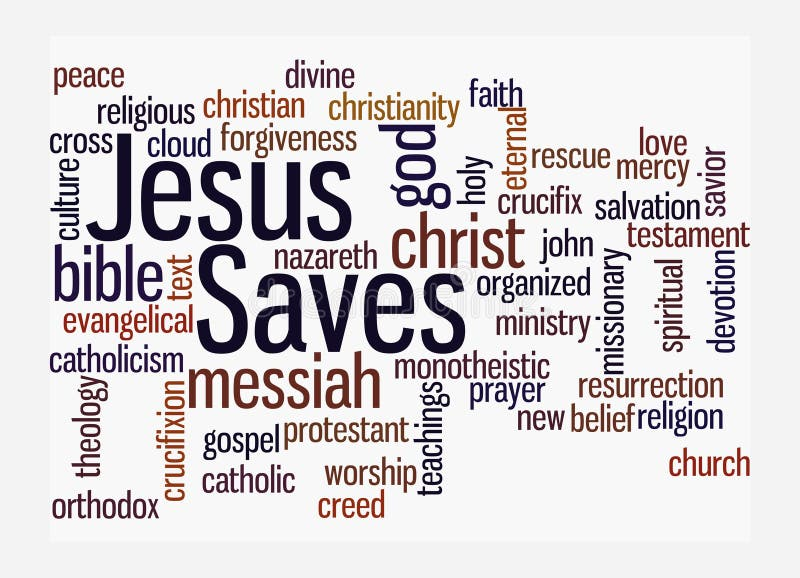 peace
divine
faith
religious
christian
christianity
cross
cloud
forgiveness
god
holy
eternal
rescue
love
mercy
savior
culture
Jesus
crucifix
salvation
bible
text
nazareth
christ
john
testament
Saves
organized
missionary
spiritual
devotion
evangelical
ministry
catholicism
messiah
monotheistic
prayer
resurrection
theology
crucifixion
gospel
protestant
teachings
new
belief
religion
catholic
worship
church
orthodox
creed
dreamstime